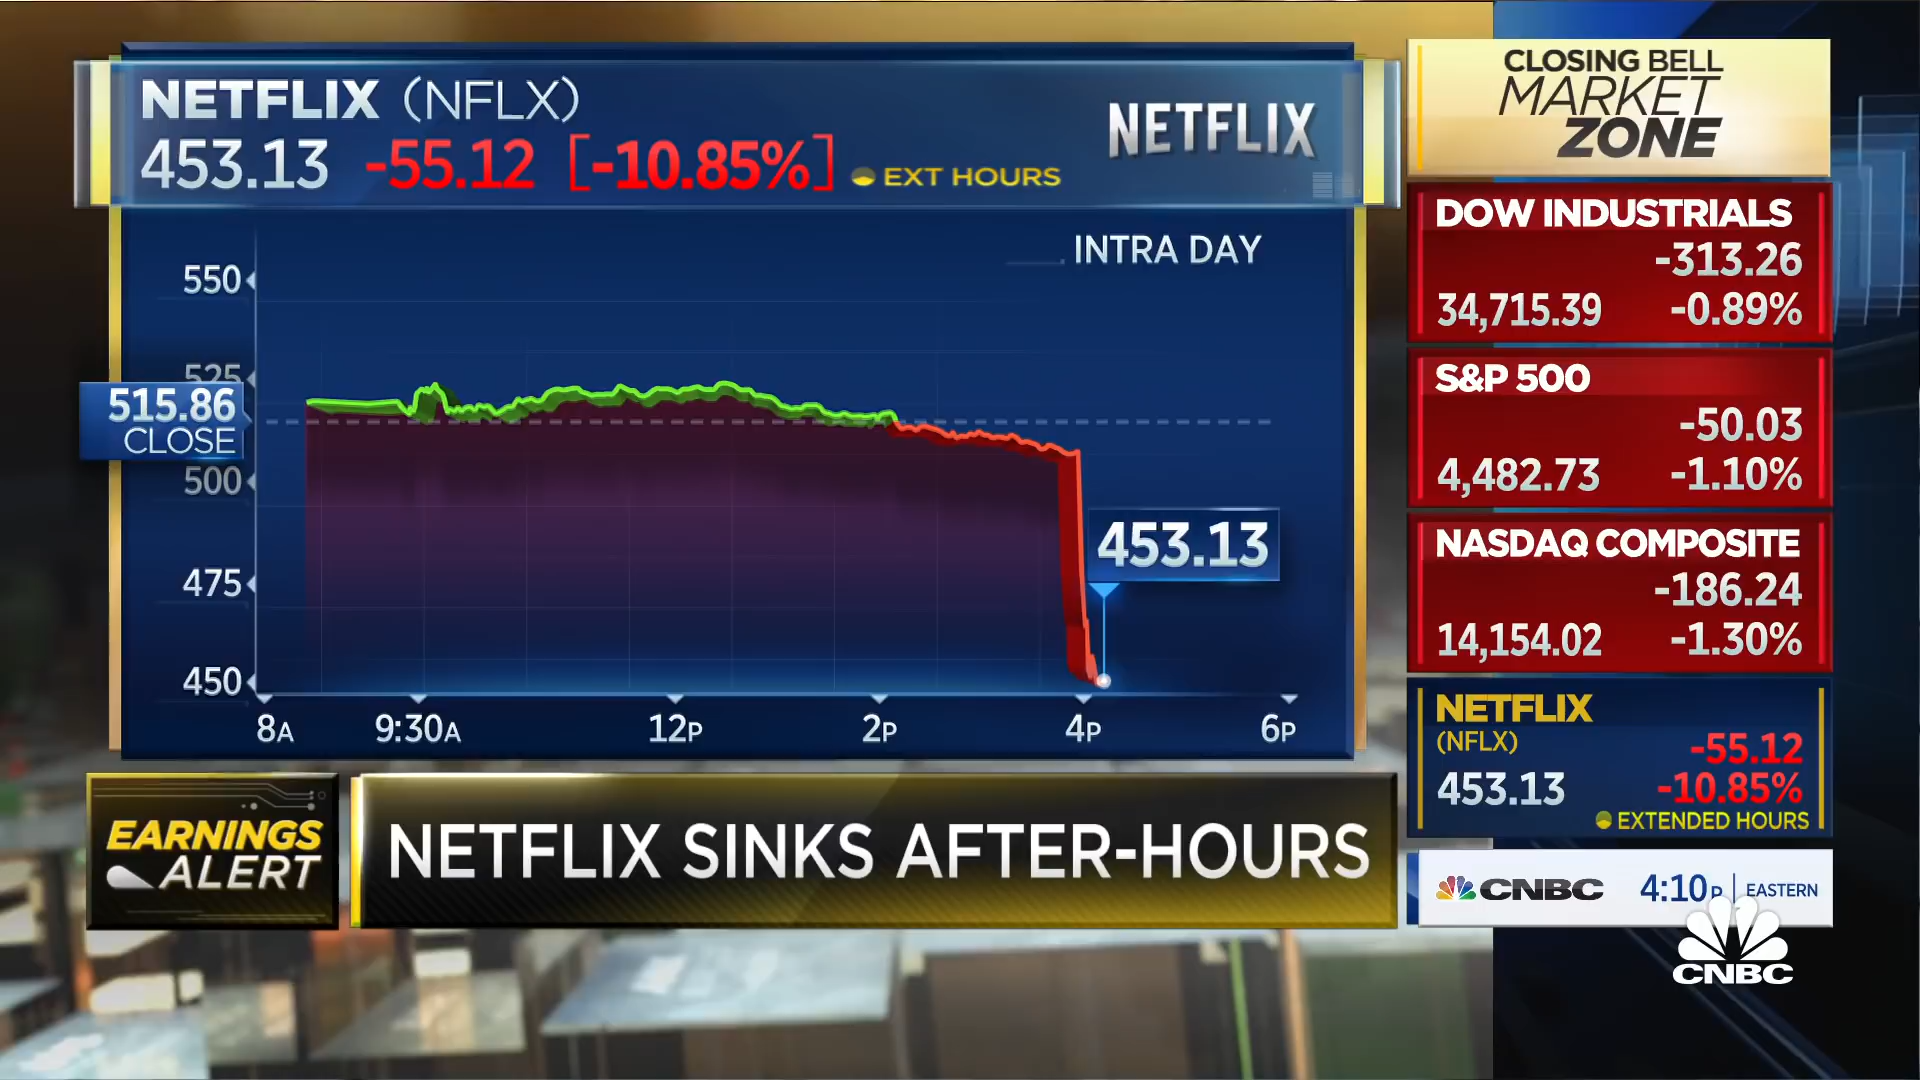 NETFLIX (NFLX)
453.13 -55.12 [-10.85%] EXT HOURS
NETFLIX
INTRA DAY
550
525
515.86
CLOSE
500
475
450
453.13
8A 9:30A 12P 2P 4P 6P
EARNINGS
ALERT
NETFLIX SINKS AFTER-HOURS
CLOSING BELL
MARKET
ZONE
DOW INDUSTRIALS
-313.26
34,715.39 -0.89%
S&P 500
-50.03
4,482.73 -1.10%
NASDAQ COMPOSITE
-186.24
14,154.02 -1.30%
NETFLIX
(NFLX) -55.12
453.13 -10.85%
EXTENDED HOURS
CNBC 4:10P EASTERN
CNBC